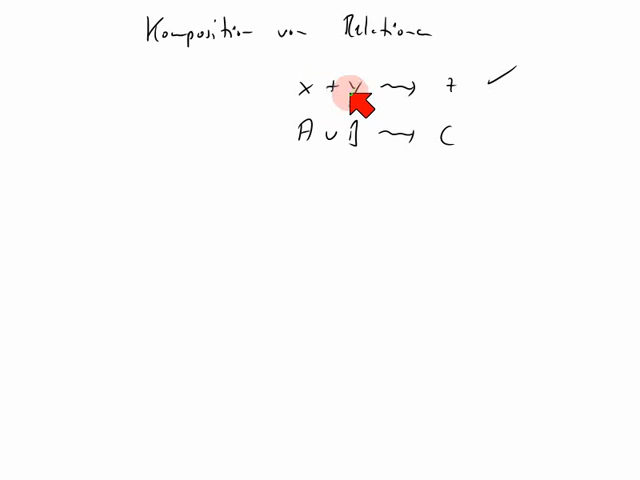 Komposition von Relationen
x + y ⇝ z ✓
A ∪ B ⇝ C